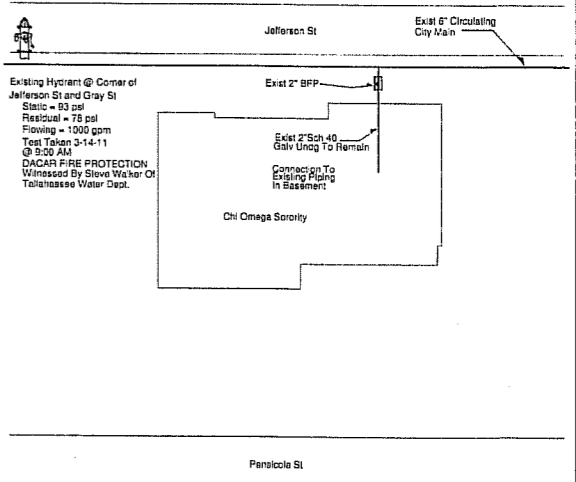 Jefferson St
Exist 6" Circulating
City Main
Existing Hydrant @ Corner of
Jefferson St and Gray St
Static = 93 psi
Residual = 78 psi
Flowing = 1000 gpm
Test Taken 3-14-11
@ 9:00 AM
DACAR FIRE PROTECTION
Witnessed By Steve Walker Of
Tallahassee Water Dept.
Exist 2" BFP
Exist 2"Sch 40
Galv Undg To Remain
Connection To
Existing Piping
In Basement
Chi Omega Sorority
Pensicola St